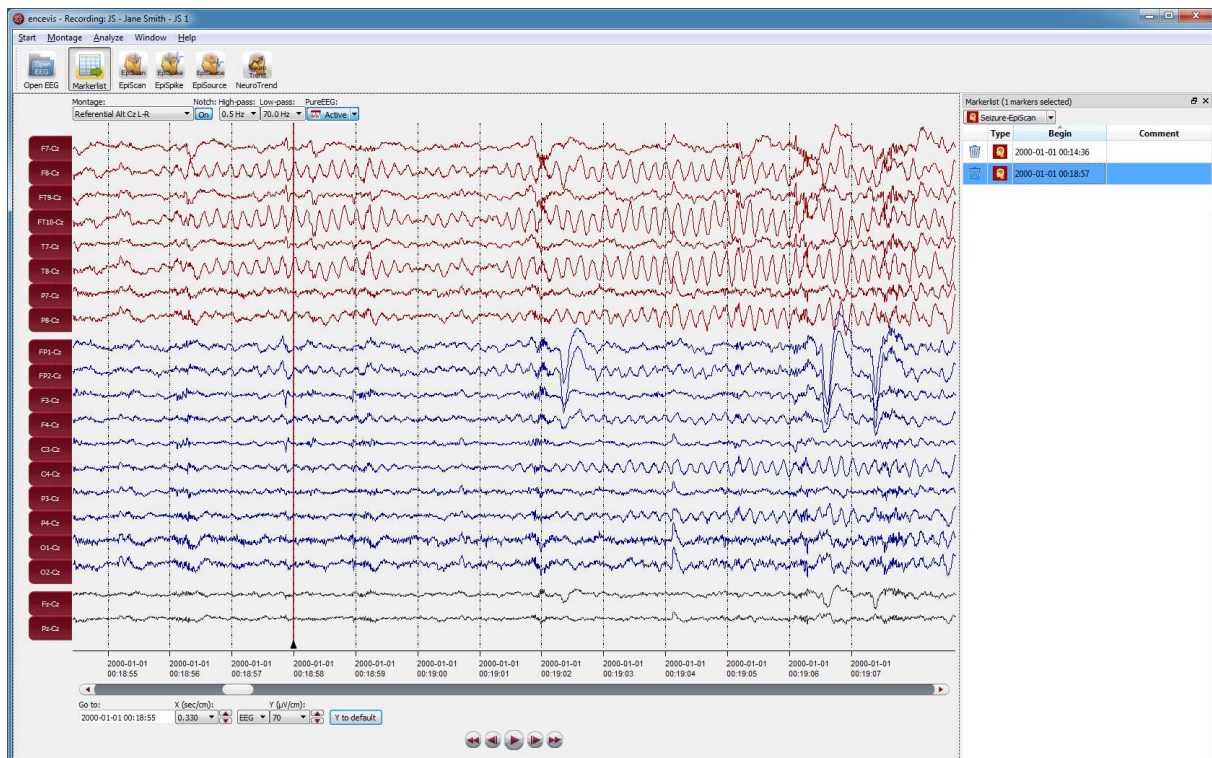 encevis - Recording: JS - Jane Smith - JS 1
Start Montage Analyze Window Help
Open EEG
EpiScan EpiSpike EpiSource Neuro Trend
Open EEG Markerlist EpiScan EpiSpike EpiSource NeuroTrend
Montage: Notch: High-pass: Low-pass: PureEEG:
Referential Alt Cz L-R On 0.5 Hz 70.0 Hz Active
Markerlist (1 markers selected)
Seizure-EpiScan
Type Begin Comment
2000-01-01 00:14:36
2000-01-01 00:18:57
F7-Cz
F8-Cz
FT9-Cz
FT10-Cz
T7-Cz
T8-Cz
P7-Cz
P8-Cz
FP1-Cz
FP2-Cz
F3-Cz
F4-Cz
C3-Cz
C4-Cz
P3-Cz
P4-Cz
O1-Cz
O2-Cz
Fz-Cz
Pz-Cz
2000-01-01 2000-01-01 2000-01-01 2000-01-01 2000-01-01 2000-01-01 2000-01-01 2000-01-01 2000-01-01 2000-01-01 2000-01-01 2000-01-01 2000-01-01
00:18:55 00:18:56 00:18:57 00:18:58 00:18:59 00:19:00 00:19:01 00:19:02 00:19:03 00:19:04 00:19:05 00:19:06 00:19:07
Go to: X (sec/cm): Y (µV/cm):
2000-01-01 00:18:55 0.330 EEG 70 Y to default